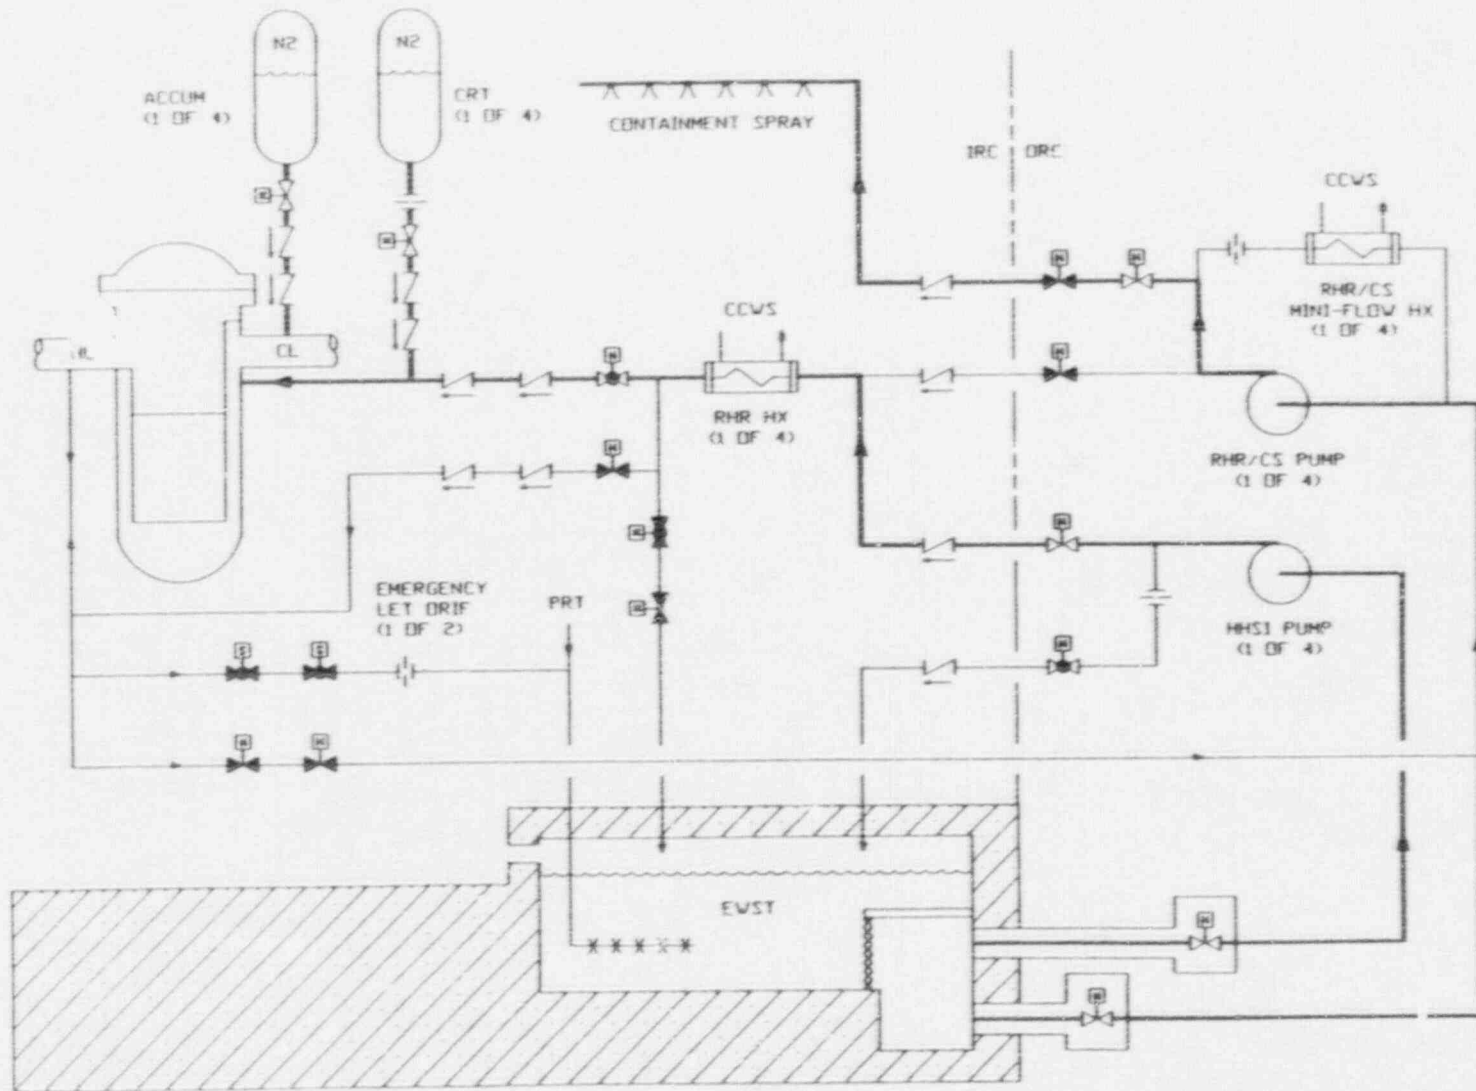 N2
N2
ACCUM
(1 OF 4)
CRT
(1 OF 4)
CONTAINMENT SPRAY
IRC
ORC
CCWS
RHR/CS
MINI-FLOW HX
(1 OF 4)
CCWS
HL
CL
RHR HX
(1 OF 4)
RHR/CS PUMP
(1 OF 4)
EMERGENCY
LET DRIF
(1 OF 2)
PRT
HHSI PUMP
(1 OF 4)
EWST